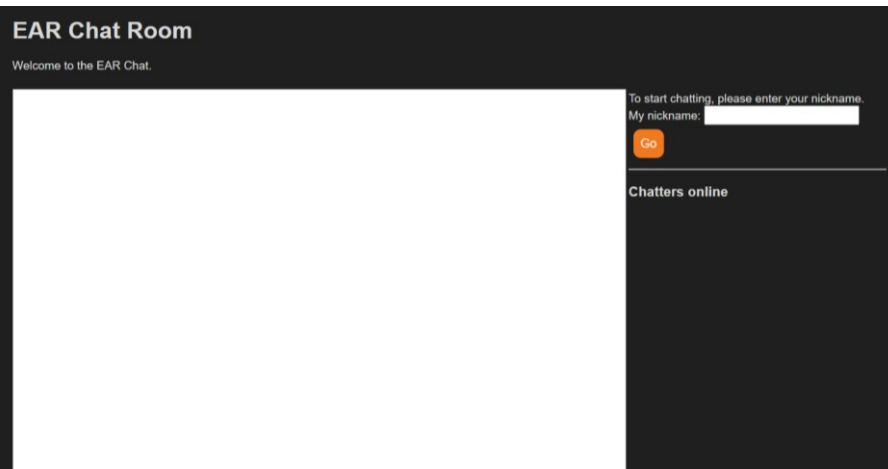 EAR Chat Room
Welcome to the EAR Chat.
To start chatting, please enter your nickname.
My nickname:
Go
Chatters online